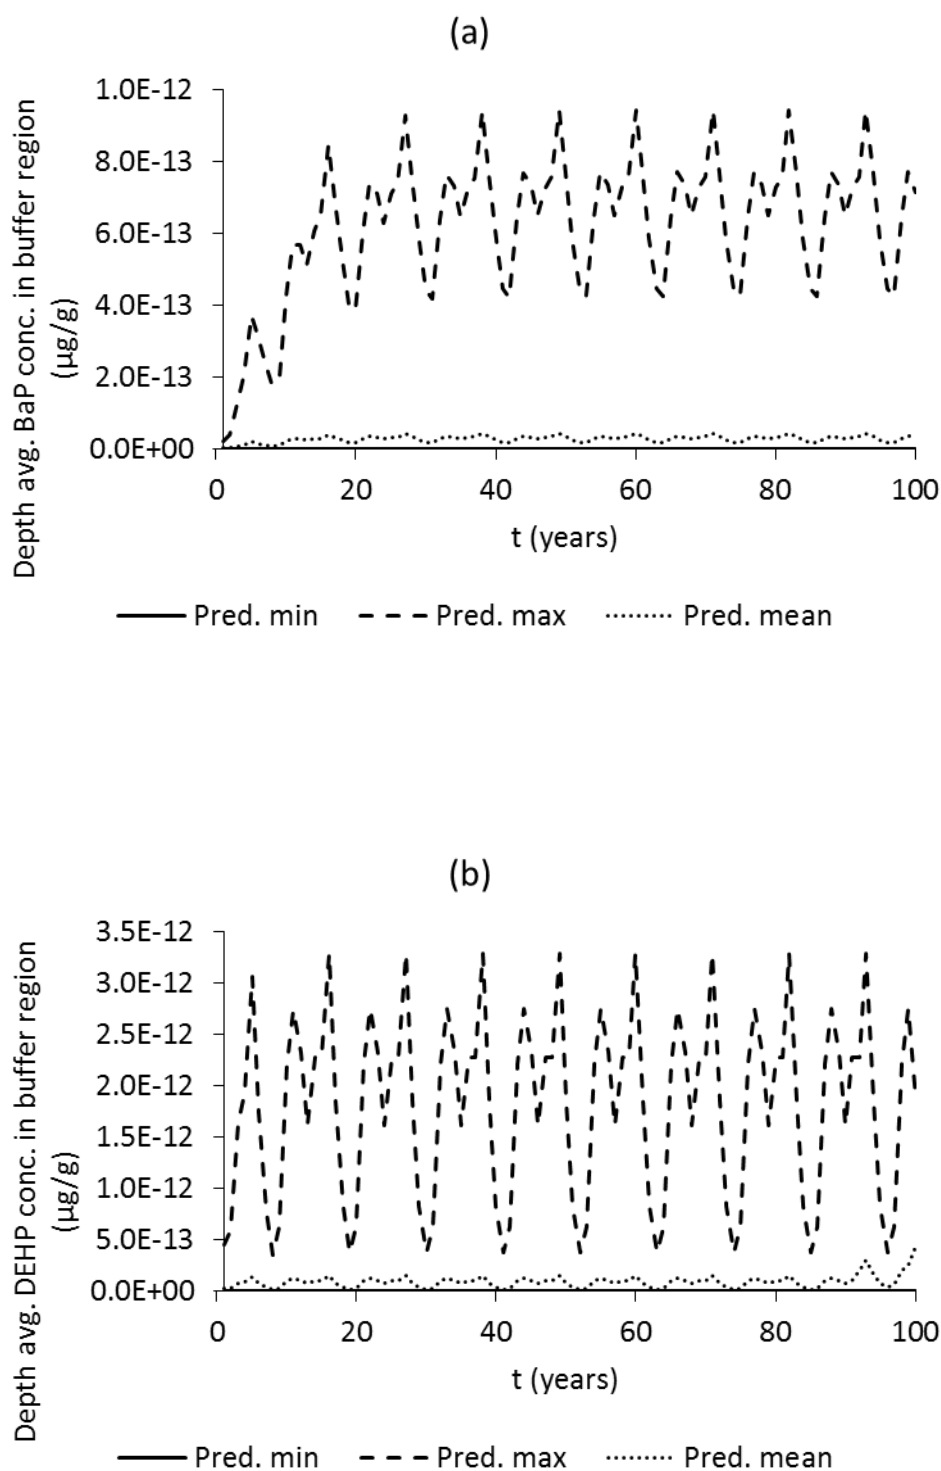 (a)
Depth avg. BaP conc. in buffer region
(µg/g)
1.0E-12
8.0E-13
6.0E-13
4.0E-13
2.0E-13
0.0E+00
0 20 40 60 80 100
t (years)
Pred. min Pred. max Pred. mean
(b)
Depth avg. DEHP conc. in buffer region
(µg/g)
3.5E-12
3.0E-12
2.5E-12
2.0E-12
1.5E-12
1.0E-12
5.0E-13
0.0E+00
0 20 40 60 80 100
t (years)
Pred. min Pred. max Pred. mean